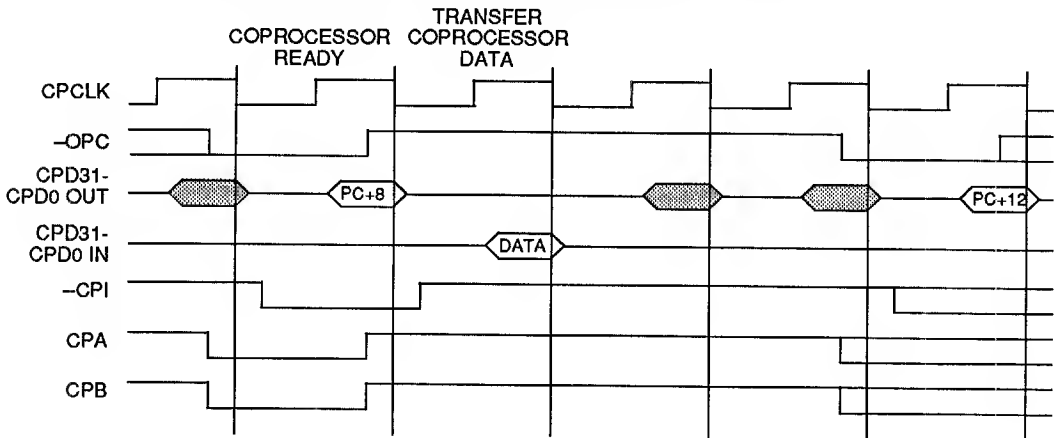 COPROCESSOR
READY
TRANSFER
COPROCESSOR
DATA
CPCLK
–OPC
CPD31-
CPD0 OUT
PC+8
PC+12
CPD31-
CPD0 IN
DATA
–CPI
CPA
CPB